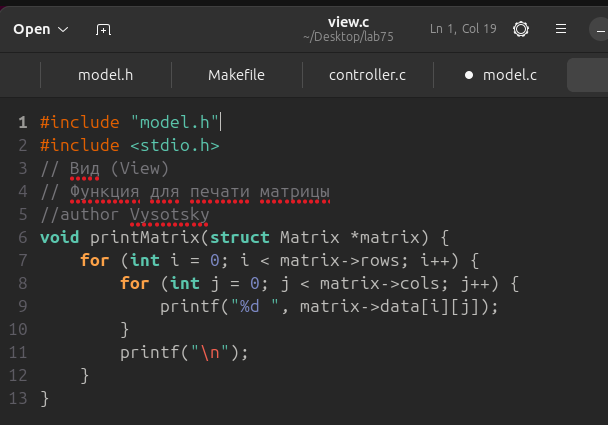 Open
view.c
~/Desktop/lab75
Ln 1, Col 19
model.h
Makefile
controller.c
model.c
1 #include "model.h"
2 #include <stdio.h>
3 // Вид (View)
4 // Функция для печати матрицы
5 //author Vysotsky
6 void printMatrix(struct Matrix *matrix) {
7     for (int i = 0; i < matrix->rows; i++) {
8         for (int j = 0; j < matrix->cols; j++) {
9             printf("%d ", matrix->data[i][j]);
10         }
11         printf("\n");
12     }
13 }